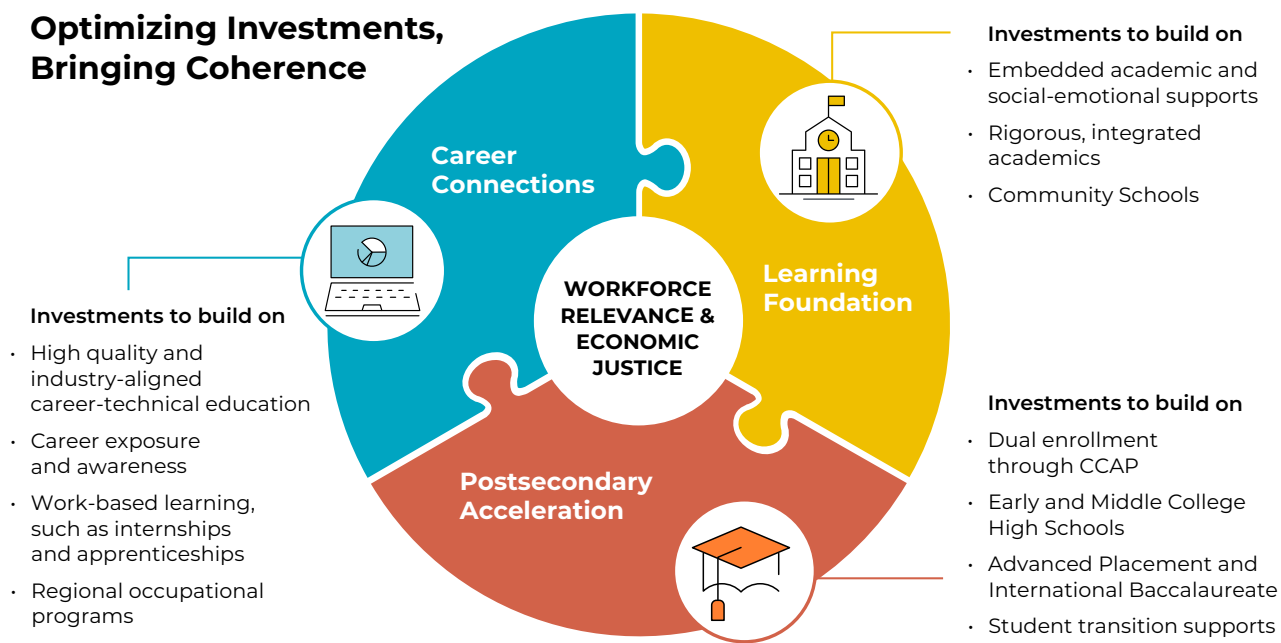 Optimizing Investments,
Bringing Coherence
Career
Connections
Learning
Foundation
Postsecondary
Acceleration
WORKFORCE
RELEVANCE &
ECONOMIC
JUSTICE
Investments to build on
• High quality and
industry-aligned
career-technical education
• Career exposure
and awareness
• Work-based learning,
such as internships
and apprenticeships
• Regional occupational
programs
Investments to build on
• Embedded academic and
social-emotional supports
• Rigorous, integrated
academics
• Community Schools
Investments to build on
• Dual enrollment
through CCAP
• Early and Middle College
High Schools
• Advanced Placement and
International Baccalaureate
• Student transition supports